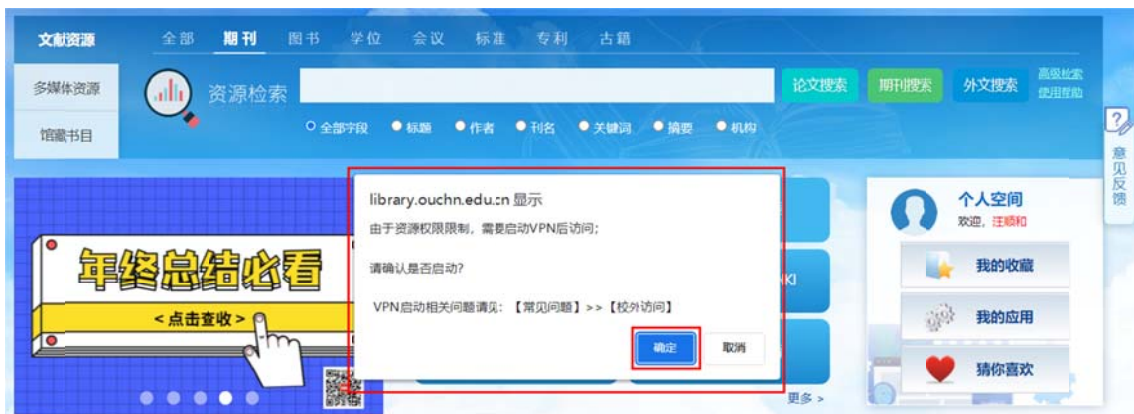 文献资源
全部 期刊 图书 学位 会议 标准 专利 古籍
多媒体资源
馆藏书目
资源检索
论文搜索 期刊搜索 外文搜索
高级检索
使用帮助
全部字段 标题 作者 刊名 关键词 摘要 机构
意见反馈
library.ouchn.edu.cn 显示
由于资源权限限制，需要启动VPN后访问；
请确认是否启动？
VPN启动相关问题请见：【常见问题】>>【校外访问】
确定 取消
年终总结必看
<点击查收>
个人空间
欢迎，汪顺和
我的收藏
我的应用
猜你喜欢
更多 >